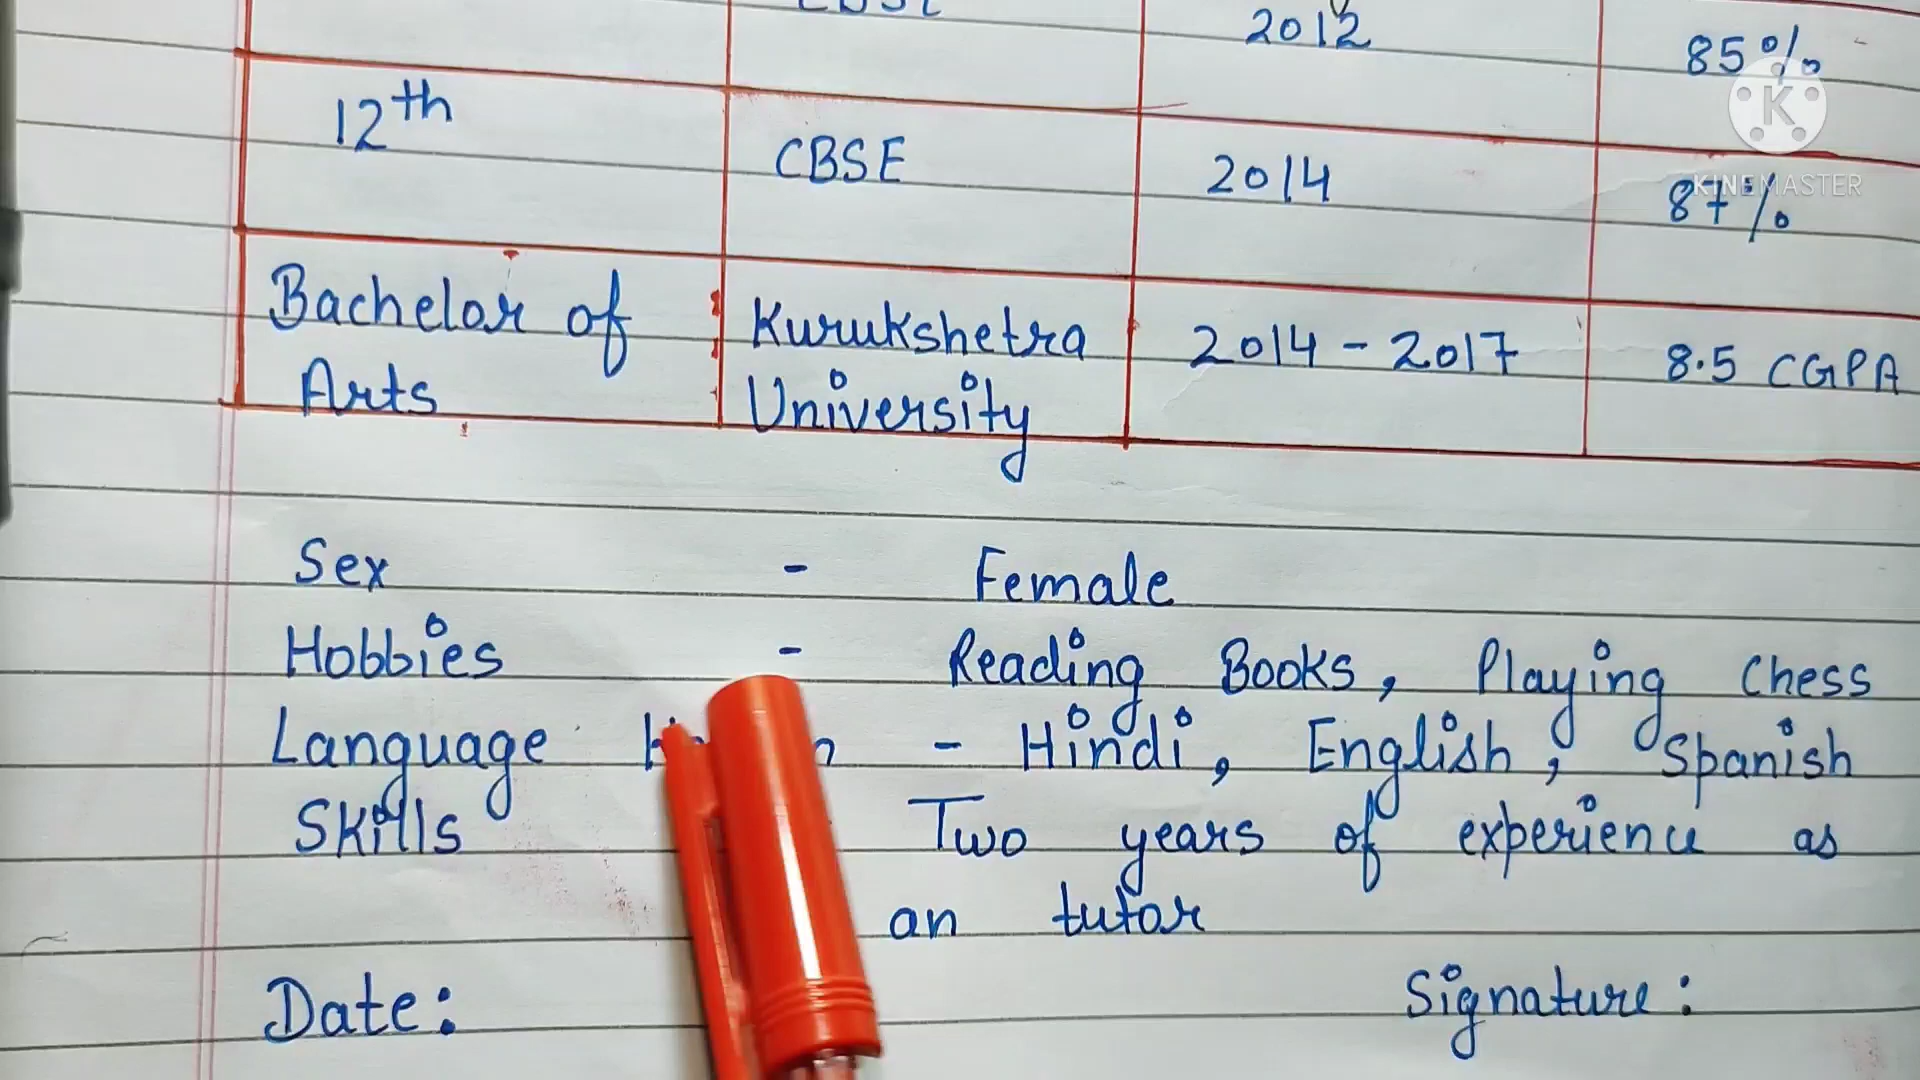 2012 85%
12th CBSE 2014 87%
KINEMASTER
Bachelor of Kurukshetra 2014-2017 8.5 CGPA
Arts University
Sex - Female
Hobbies - Reading Books, Playing Chess
Language - Hindi, English, Spanish
Skills Two years of experience as
an tutor
Date: Signature: